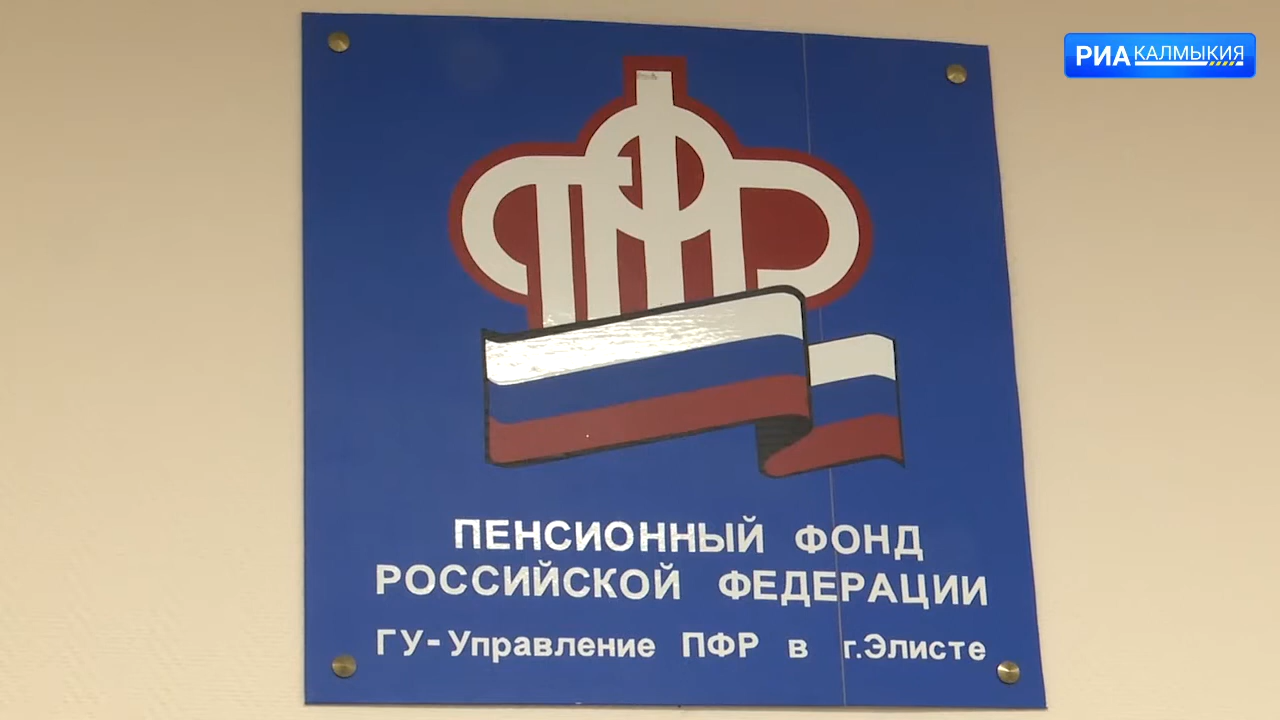 РИА КАЛМЫКИЯ
ПФР
ПЕНСИОННЫЙ ФОНД
РОССИЙСКОЙ ФЕДЕРАЦИИ
ГУ-Управление ПФР в г.Элисте